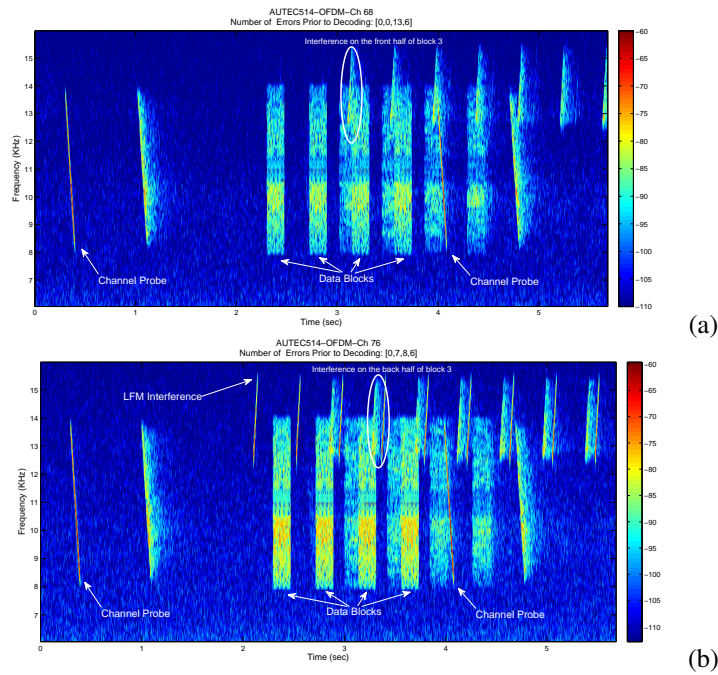 AUTEC514−OFDM−Ch 68
Number of Errors Prior to Decoding: [0,0,13,6]
Interference on the front half of block 3
15
14
13
12
11
10
9
8
7
Frequency (KHz)
Channel Probe
Data Blocks
Channel Probe
0
1
2
3
4
5
Time (sec)
−60
−65
−70
−75
−80
−85
−90
−95
−100
−105
−110
(a)
AUTEC514−OFDM−Ch 76
Number of Errors Prior to Decoding: [0,7,8,6]
Interference on the back half of block 3
LFM Interference
15
14
13
12
11
10
9
8
7
Frequency (KHz)
Channel Probe
Data Blocks
Channel Probe
0
1
2
3
4
5
Time (sec)
−60
−65
−70
−75
−80
−85
−90
−95
−100
−105
−110
(b)